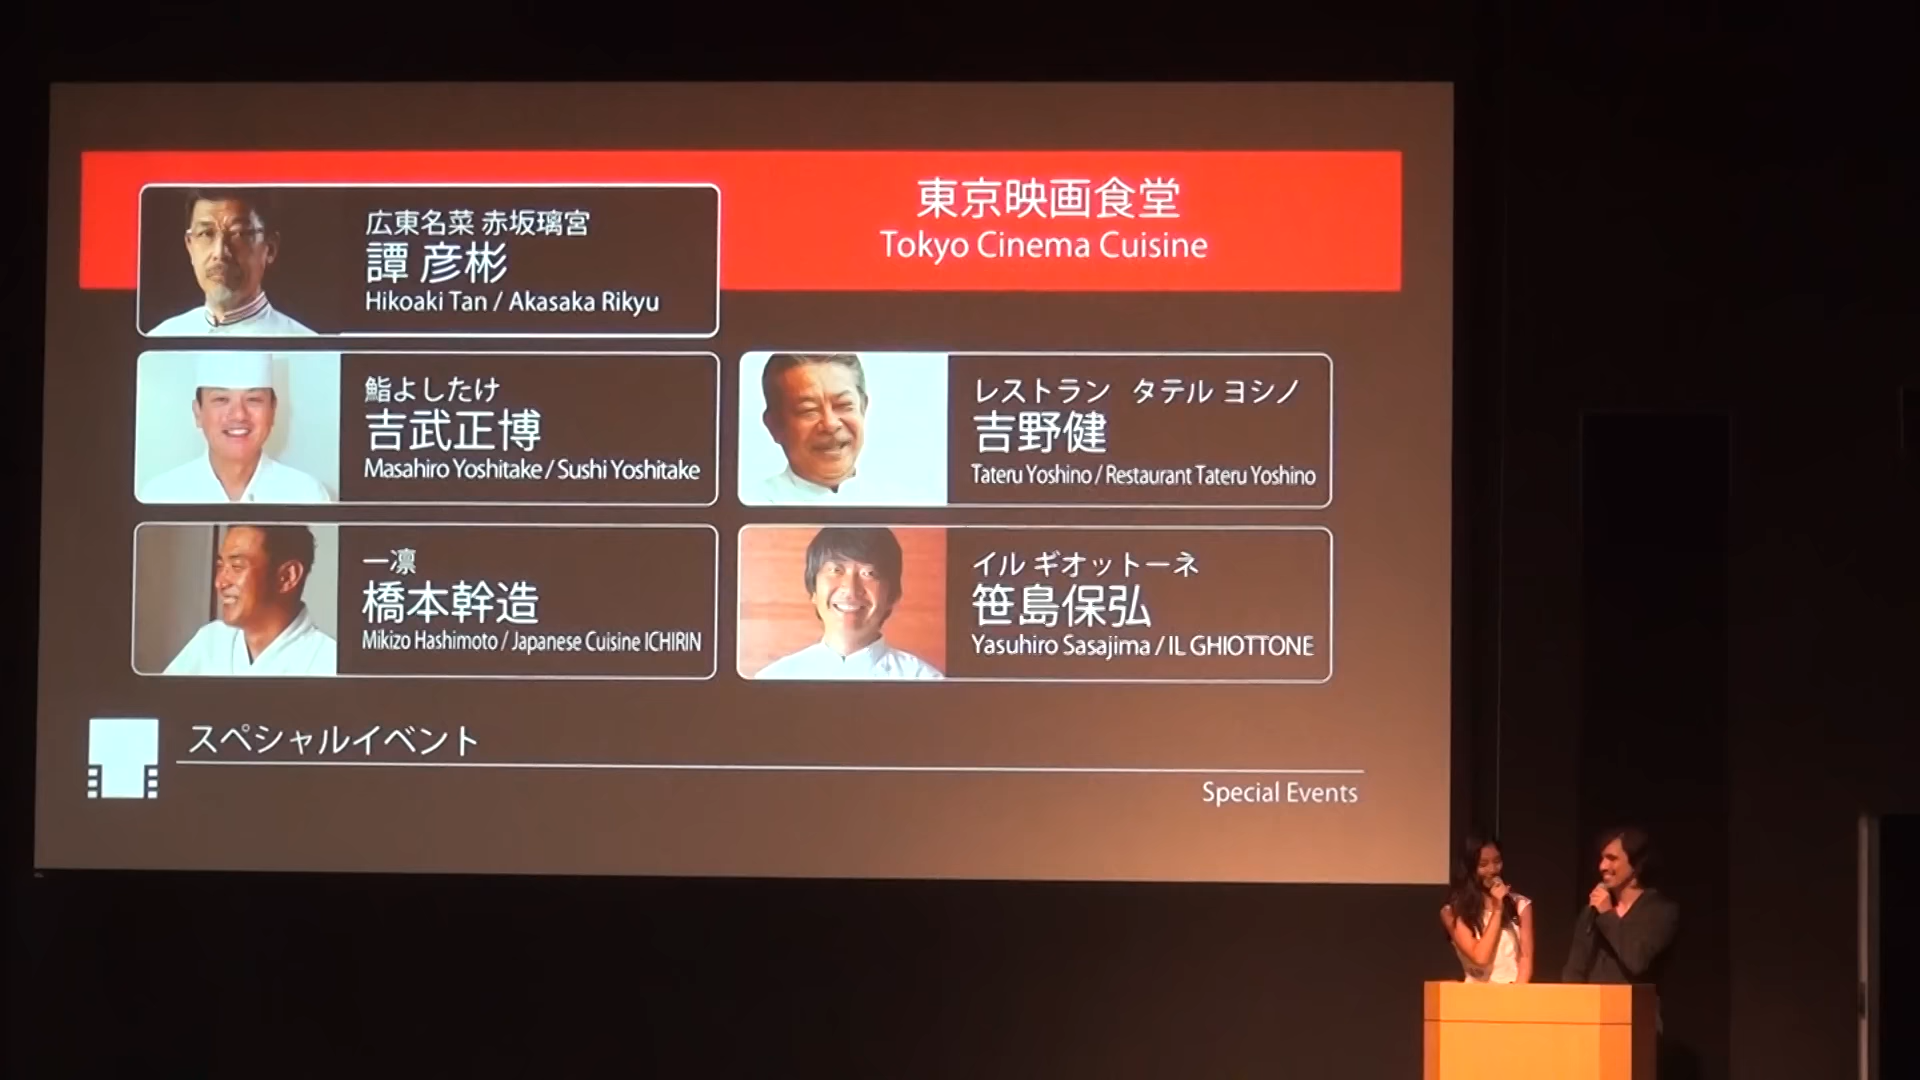 東京映画食堂
Tokyo Cinema Cuisine
広東名菜 赤坂璃宮
譚 彦彬
Hikoaki Tan / Akasaka Rikyu
鮨よしたけ
吉武正博
Masahiro Yoshitake / Sushi Yoshitake
レストラン タテル ヨシノ
吉野健
Tateru Yoshino / Restaurant Tateru Yoshino
一凛
橋本幹造
Mikizo Hashimoto / Japanese Cuisine ICHIRIN
イル ギオットーネ
笹島保弘
Yasuhiro Sasajima / IL GHIOTTONE
スペシャルイベント
Special Events